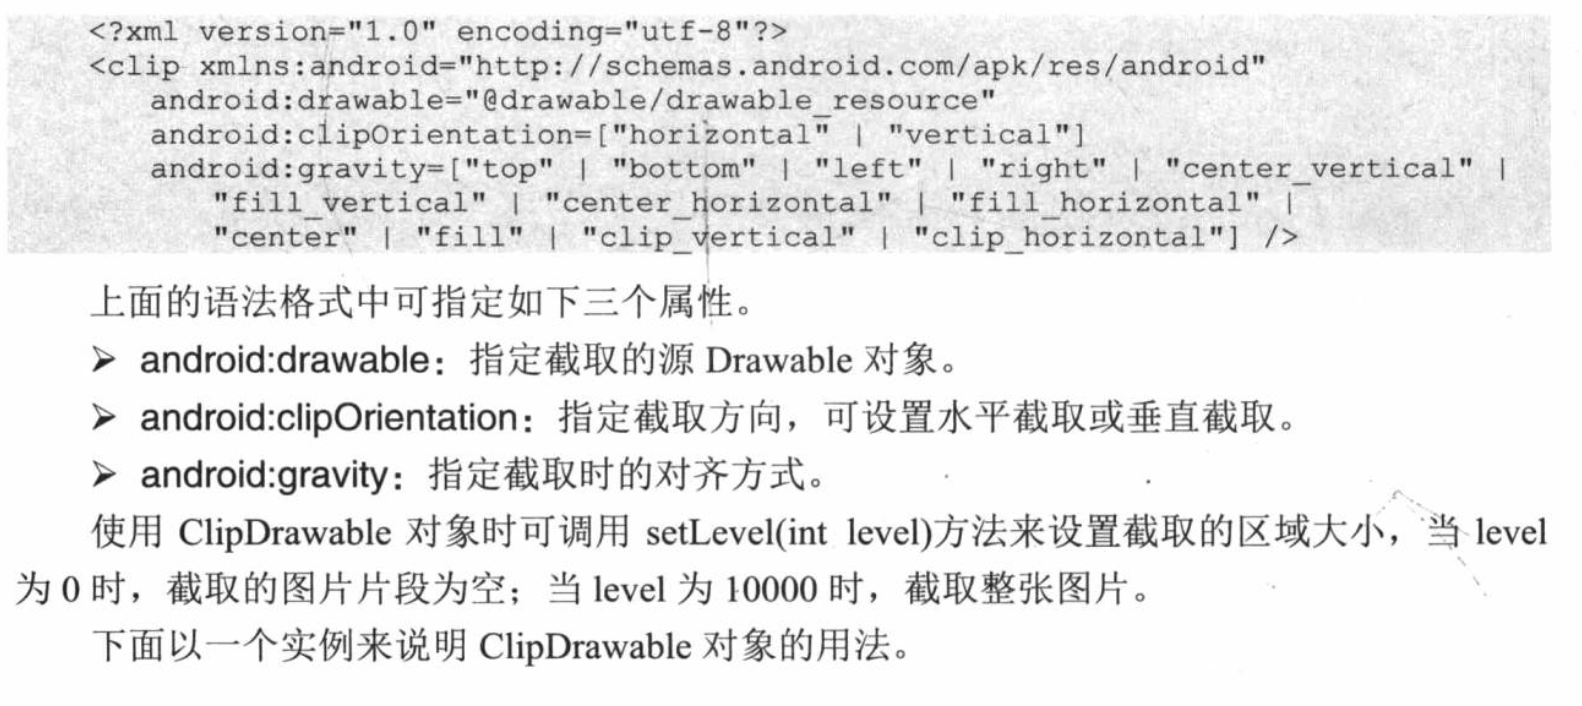 <?xml version="1.0" encoding="utf-8"?>
<clip xmlns:android="http://schemas.android.com/apk/res/android"
android:drawable="@drawable/drawable_resource"
android:clipOrientation=["horizontal" | "vertical"]
android:gravity=["top" | "bottom" | "left" | "right" | "center_vertical" |
"fill_vertical" | "center_horizontal" | "fill_horizontal" |
"center" | "fill" | "clip_vertical" | "clip_horizontal"] />
上面的语法格式中可指定如下三个属性。
➢ android:drawable：指定截取的源 Drawable 对象。
➢ android:clipOrientation：指定截取方向，可设置水平截取或垂直截取。
➢ android:gravity：指定截取时的对齐方式。
使用 ClipDrawable 对象时可调用 setLevel(int level)方法来设置截取的区域大小，当 level
为 0 时，截取的图片片段为空；当 level 为 10000 时，截取整张图片。
下面以一个实例来说明 ClipDrawable 对象的用法。